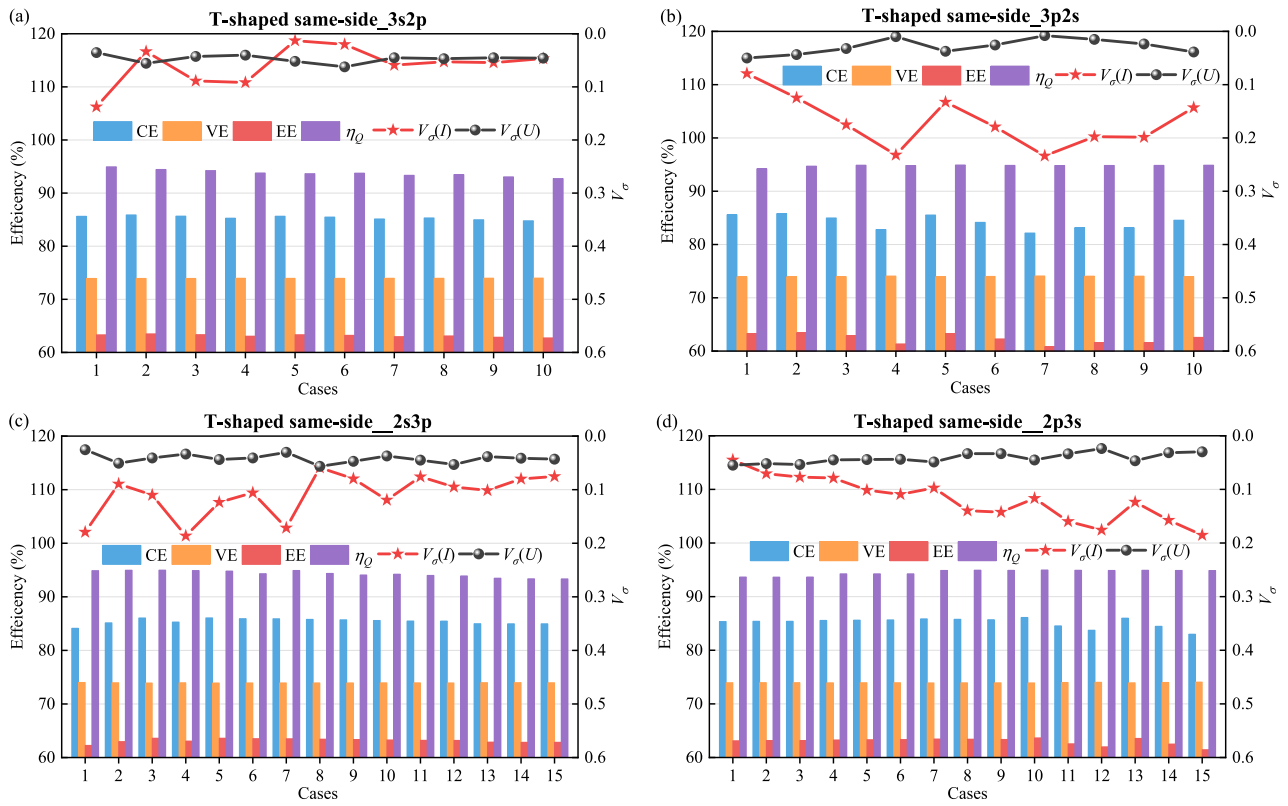 (a)
T-shaped same-side_3s2p
120
110
100
90
80
70
60
Effeicency (%)
CE VE EE ηQ Vσ(I) Vσ(U)
0.0
0.1
0.2
0.3
0.4
0.5
0.6
Vσ
1 2 3 4 5 6 7 8 9 10
Cases
(b)
T-shaped same-side_3p2s
120
110
100
90
80
70
60
Effeicency (%)
CE VE EE ηQ Vσ(I) Vσ(U)
0.0
0.1
0.2
0.3
0.4
0.5
0.6
Vσ
1 2 3 4 5 6 7 8 9 10
Cases
(c)
T-shaped same-side__2s3p
120
110
100
90
80
70
60
Effeicency (%)
CE VE EE ηQ Vσ(I) Vσ(U)
0.0
0.1
0.2
0.3
0.4
0.5
0.6
Vσ
1 2 3 4 5 6 7 8 9 10 11 12 13 14 15
Cases
(d)
T-shaped same-side__2p3s
120
110
100
90
80
70
60
Effeicency (%)
CE VE EE ηQ Vσ(I) Vσ(U)
0.0
0.1
0.2
0.3
0.4
0.5
0.6
Vσ
1 2 3 4 5 6 7 8 9 10 11 12 13 14 15
Cases